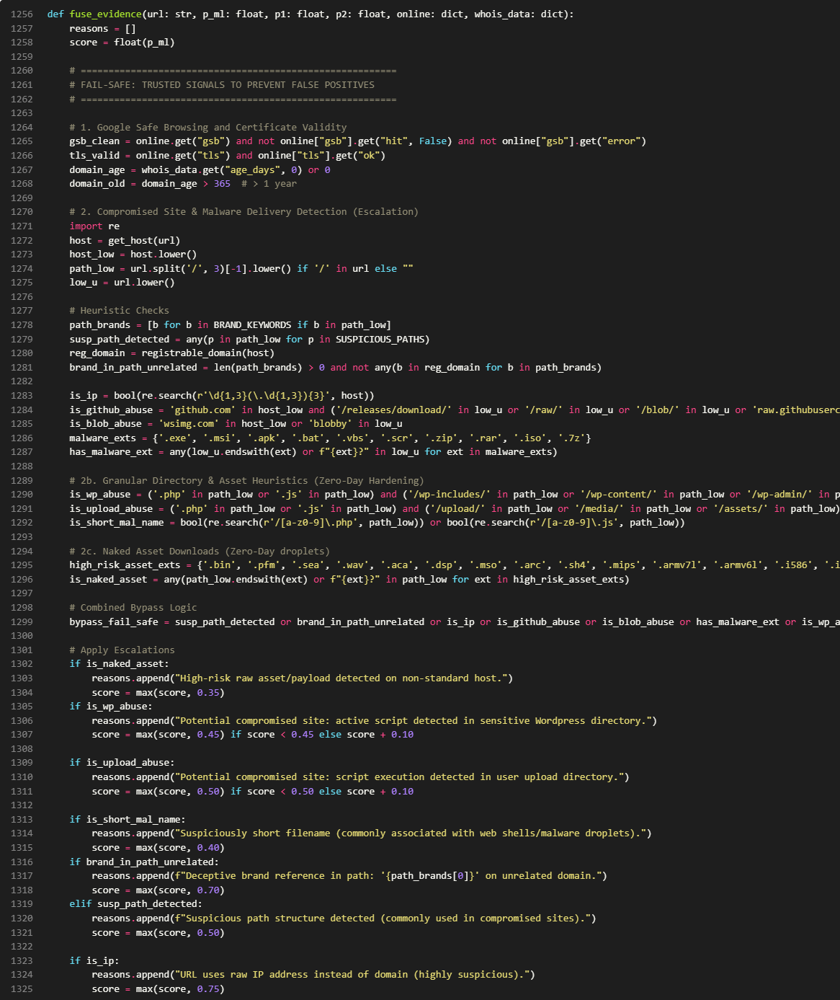 1256 def fuse_evidence(url: str, p_ml: float, p1: float, p2: float, online: dict, whois_data: dict):
1257     reasons = []
1258     score = float(p_ml)
1259
1260     # =========================================================
1261     # FAIL-SAFE: TRUSTED SIGNALS TO PREVENT FALSE POSITIVES
1262     # =========================================================
1263
1264     # 1. Google Safe Browsing and Certificate Validity
1265     gsb_clean = online.get("gsb") and not online["gsb"].get("hit", False) and not online["gsb"].get("error")
1266     tls_valid = online.get("tls") and online["tls"].get("ok")
1267     domain_age = whois_data.get("age_days", 0) or 0
1268     domain_old = domain_age > 365  # > 1 year
1269
1270     # 2. Compromised Site & Malware Delivery Detection (Escalation)
1271     import re
1272     host = get_host(url)
1273     host_low = host.lower()
1274     path_low = url.split('/', 3)[-1].lower() if '/' in url else ""
1275     low_u = url.lower()
1276
1277     # Heuristic Checks
1278     path_brands = [b for b in BRAND_KEYWORDS if b in path_low]
1279     susp_path_detected = any(p in path_low for p in SUSPICIOUS_PATHS)
1280     reg_domain = registrable_domain(host)
1281     brand_in_path_unrelated = len(path_brands) > 0 and not any(b in reg_domain for b in path_brands)
1282
1283     is_ip = bool(re.search(r'\d{1,3}(\.\d{1,3}){3}', host))
1284     is_github_abuse = 'github.com' in host_low and ('/releases/download/' in low_u or '/raw/' in low_u or '/blob/' in low_u or 'raw.githubuserc
1285     is_blob_abuse = 'wsimg.com' in host_low or 'blobby' in low_u
1286     malware_exts = {'.exe', '.msi', '.apk', '.bat', '.vbs', '.scr', '.zip', '.rar', '.iso', '.7z'}
1287     has_malware_ext = any(low_u.endswith(ext) or f"{ext}?" in low_u for ext in malware_exts)
1288
1289     # 2b. Granular Directory & Asset Heuristics (Zero-Day Hardening)
1290     is_wp_abuse = ('.php' in path_low or '.js' in path_low) and ('/wp-includes/' in path_low or '/wp-content/' in path_low or '/wp-admin/' in p
1291     is_upload_abuse = ('.php' in path_low or '.js' in path_low) and ('/upload/' in path_low or '/media/' in path_low or '/assets/' in path_low)
1292     is_short_mal_name = bool(re.search(r'/[a-z0-9]\.php', path_low)) or bool(re.search(r'/[a-z0-9]\.js', path_low))
1293
1294     # 2c. Naked Asset Downloads (Zero-Day droplets)
1295     high_risk_asset_exts = {'.bin', '.pfm', '.sea', '.wav', '.aca', '.dsp', '.mso', '.arc', '.sh4', '.mips', '.armv7l', '.armv6l', '.i586', '.i
1296     is_naked_asset = any(path_low.endswith(ext) or f"{ext}?" in path_low for ext in high_risk_asset_exts)
1297
1298     # Combined Bypass Logic
1299     bypass_fail_safe = susp_path_detected or brand_in_path_unrelated or is_ip or is_github_abuse or is_blob_abuse or has_malware_ext or is_wp_a
1300
1301     # Apply Escalations
1302     if is_naked_asset:
1303         reasons.append("High-risk raw asset/payload detected on non-standard host.")
1304         score = max(score, 0.35)
1305     if is_wp_abuse:
1306         reasons.append("Potential compromised site: active script detected in sensitive Wordpress directory.")
1307         score = max(score, 0.45) if score < 0.45 else score + 0.10
1308
1309     if is_upload_abuse:
1310         reasons.append("Potential compromised site: script execution detected in user upload directory.")
1311         score = max(score, 0.50) if score < 0.50 else score + 0.10
1312
1313     if is_short_mal_name:
1314         reasons.append("Suspiciously short filename (commonly associated with web shells/malware droplets).")
1315         score = max(score, 0.40)
1316     if brand_in_path_unrelated:
1317         reasons.append(f"Deceptive brand reference in path: '{path_brands[0]}' on unrelated domain.")
1318         score = max(score, 0.70)
1319     elif susp_path_detected:
1320         reasons.append(f"Suspicious path structure detected (commonly used in compromised sites).")
1321         score = max(score, 0.50)
1322
1323     if is_ip:
1324         reasons.append("URL uses raw IP address instead of domain (highly suspicious).")
1325         score = max(score, 0.75)